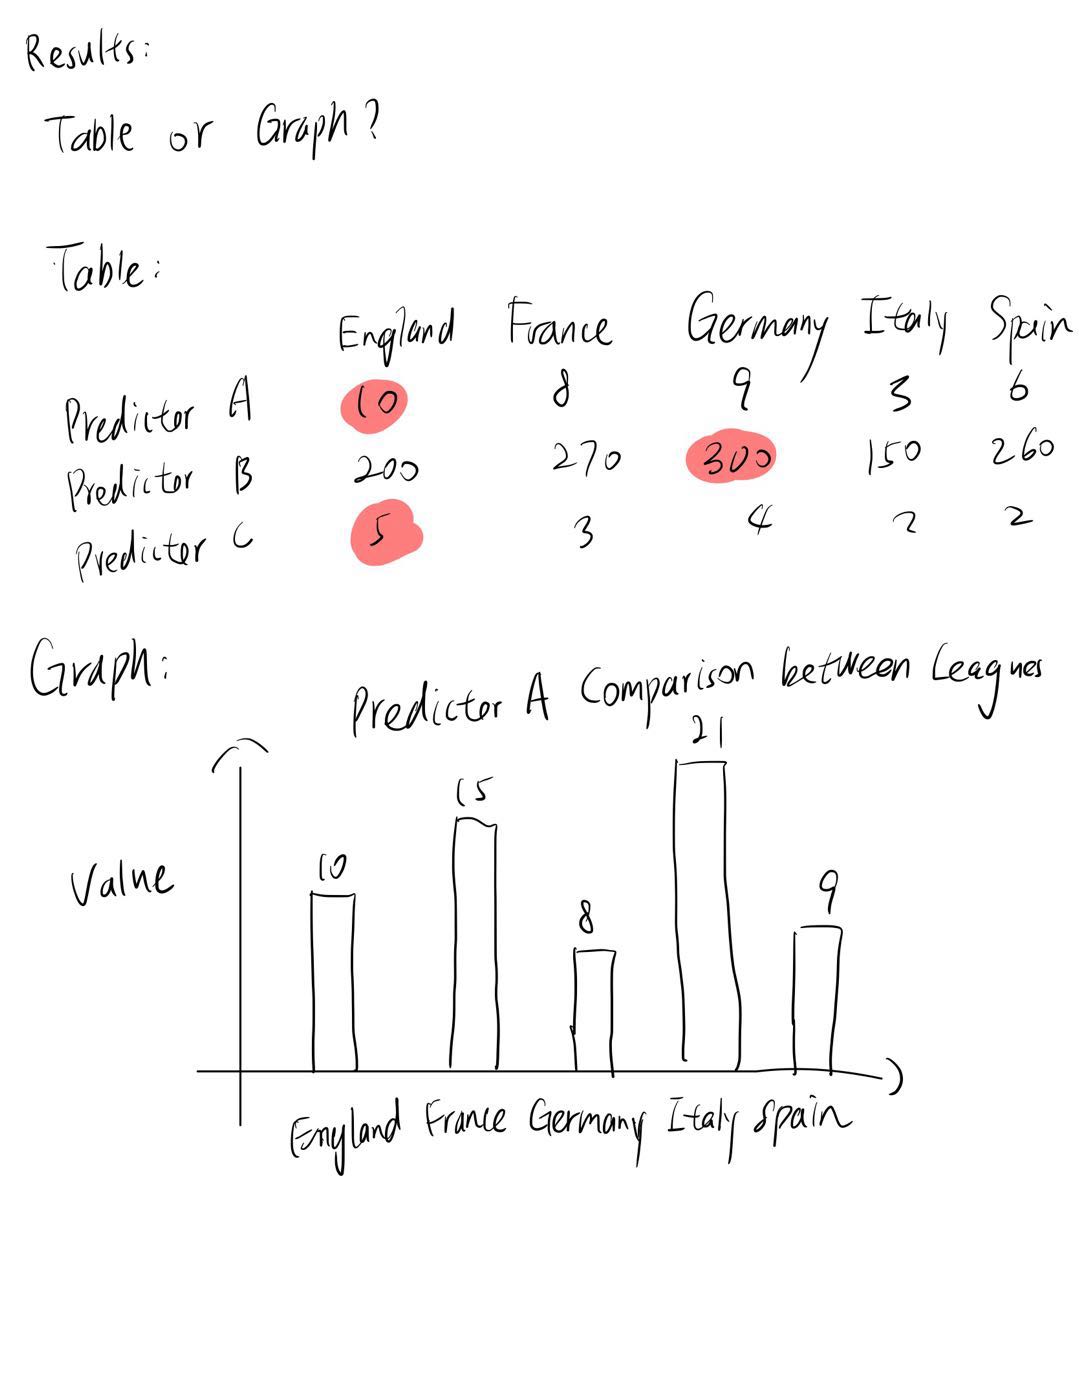 Results:
Table or Graph?
Table:
England France Germany Italy Spain
Predictor A 10 8 9 3 6
Predictor B 200 270 300 150 260
Predictor C 5 3 4 2 2
Graph:
Predictor A Comparison between Leagues
21
15
10
9
8
Value
England France Germany Italy Spain